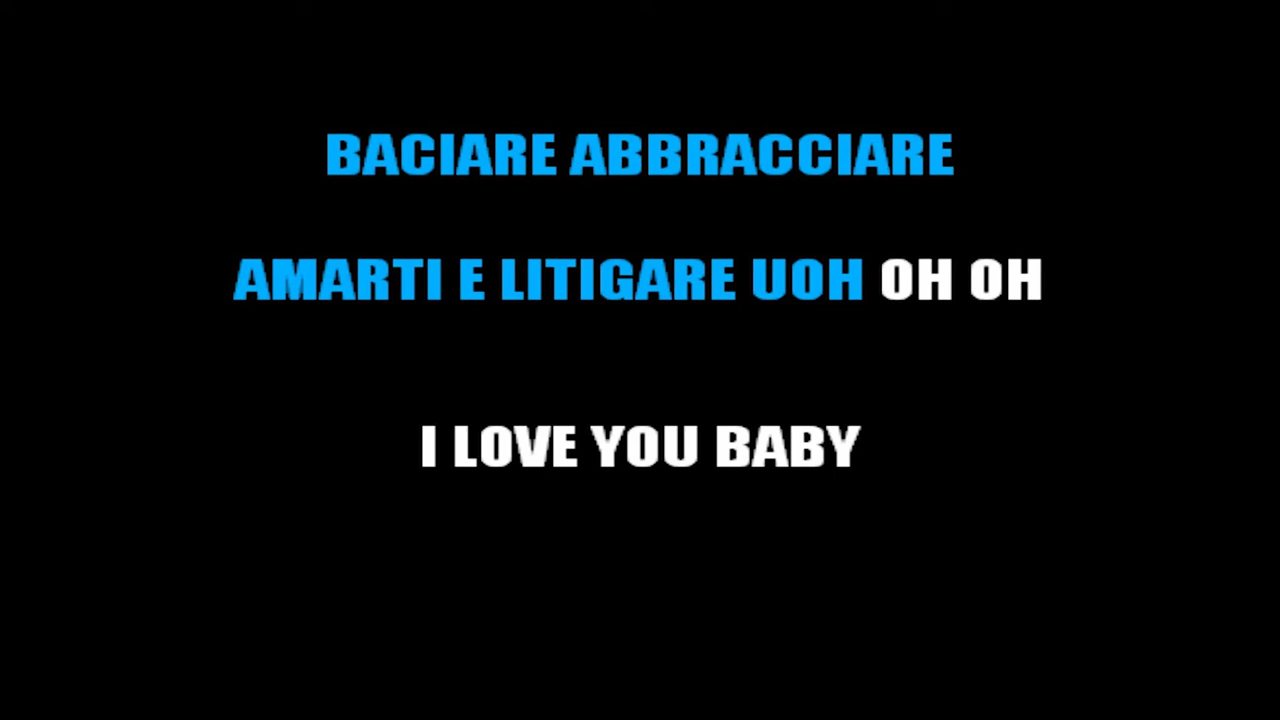 BACIARE ABBRACCIARE
AMARTI E LITIGARE UOH OH OH
I LOVE YOU BABY